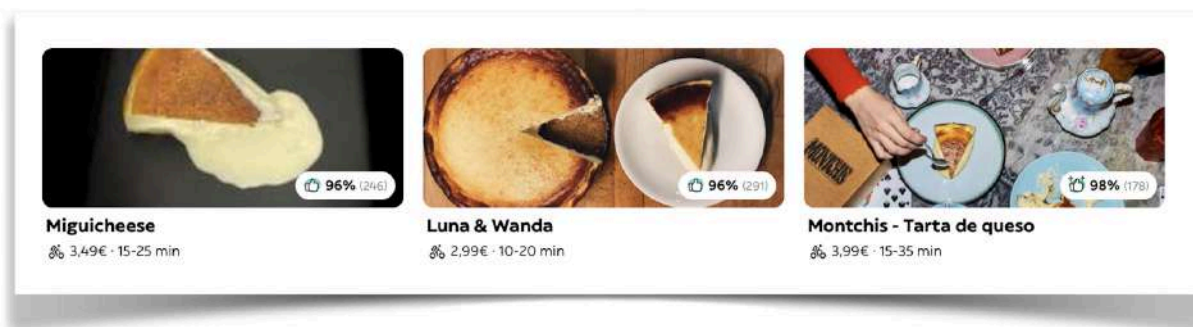 96% (246)
Miguicheese
3,49€ · 15-25 min
96% (291)
Luna & Wanda
2,99€ · 10-20 min
MONTCHIS
98% (178)
Montchis - Tarta de queso
3,99€ · 15-35 min